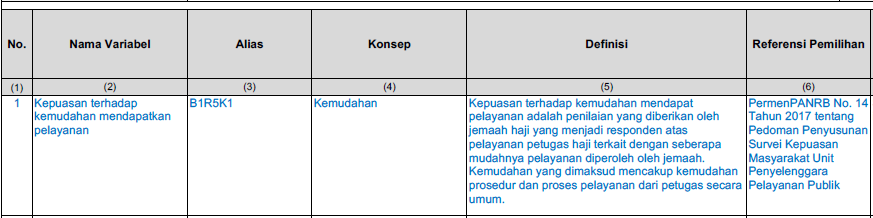 No. Nama Variabel Alias Konsep Definisi Referensi Pemilihan
(1) (2) (3) (4) (5) (6)
1 Kepuasan terhadap B1R5K1 Kemudahan Kepuasan terhadap kemudahan mendapat PermenPANRB No. 14
kemudahan mendapatkan pelayanan adalah penilaian yang diberikan oleh Tahun 2017 tentang
pelayanan jemaah haji yang menjadi responden atas Pedoman Penyusunan
pelayanan petugas haji terkait dengan seberapa Survei Kepuasan
mudahnya pelayanan diperoleh oleh jemaah. Masyarakat Unit
Kemudahan yang dimaksud mencakup kemudahan Penyelenggara
prosedur dan proses pelayanan dari petugas secara Pelayanan Publik
umum.